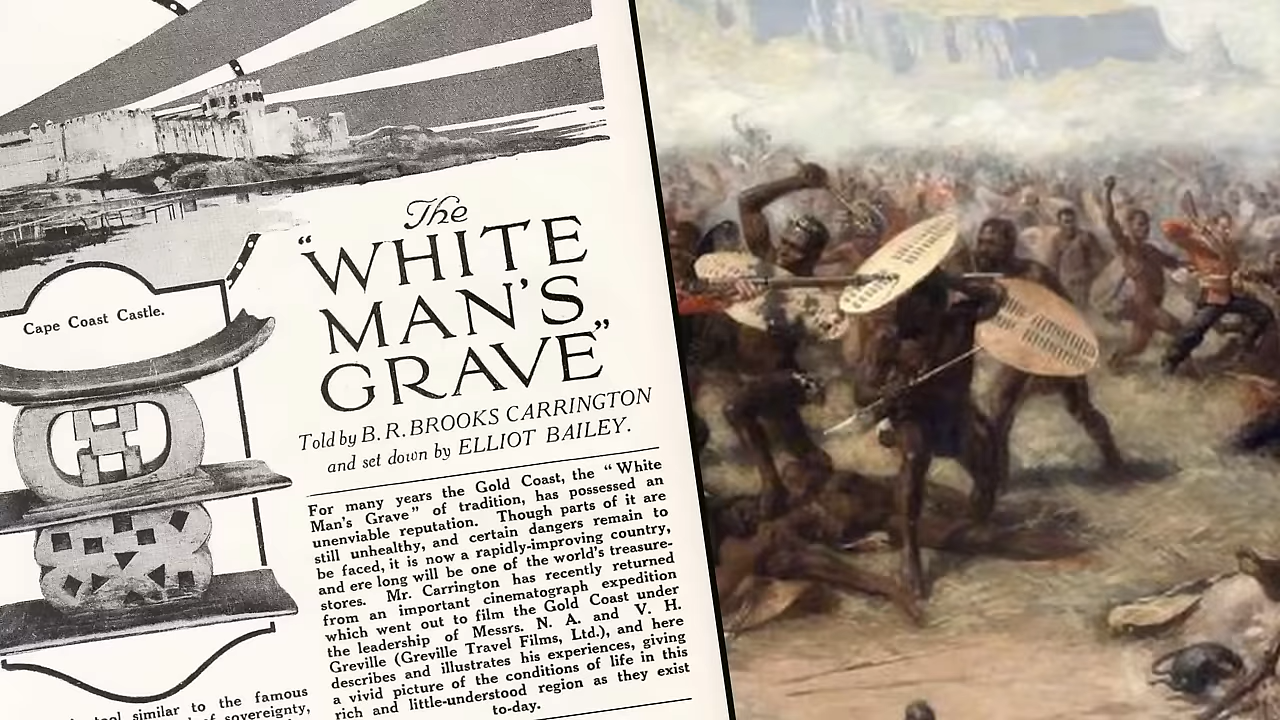 Cape Coast Castle.
The
"WHITE
MAN'S
GRAVE"
Told by B. R. BROOKS CARRINGTON
and set down by ELLIOT BAILEY.
For many years the Gold Coast, the "White
Man's Grave" of tradition, has possessed an
unenviable reputation. Though parts of it are
still unhealthy, and certain dangers remain to
be faced, it is now a rapidly-improving country,
and ere long will be one of the world's treasure-
stores. Mr. Carrington has recently returned
from an important cinematograph expedition
which went out to film the Gold Coast under
the leadership of Messrs. N. A. and V. H.
Greville (Greville Travel Films, Ltd.), and here
describes and illustrates his experiences, giving
a vivid picture of the conditions of life in this
rich and little-understood region as they exist
to-day.
similar to the famous
of sovereignty,